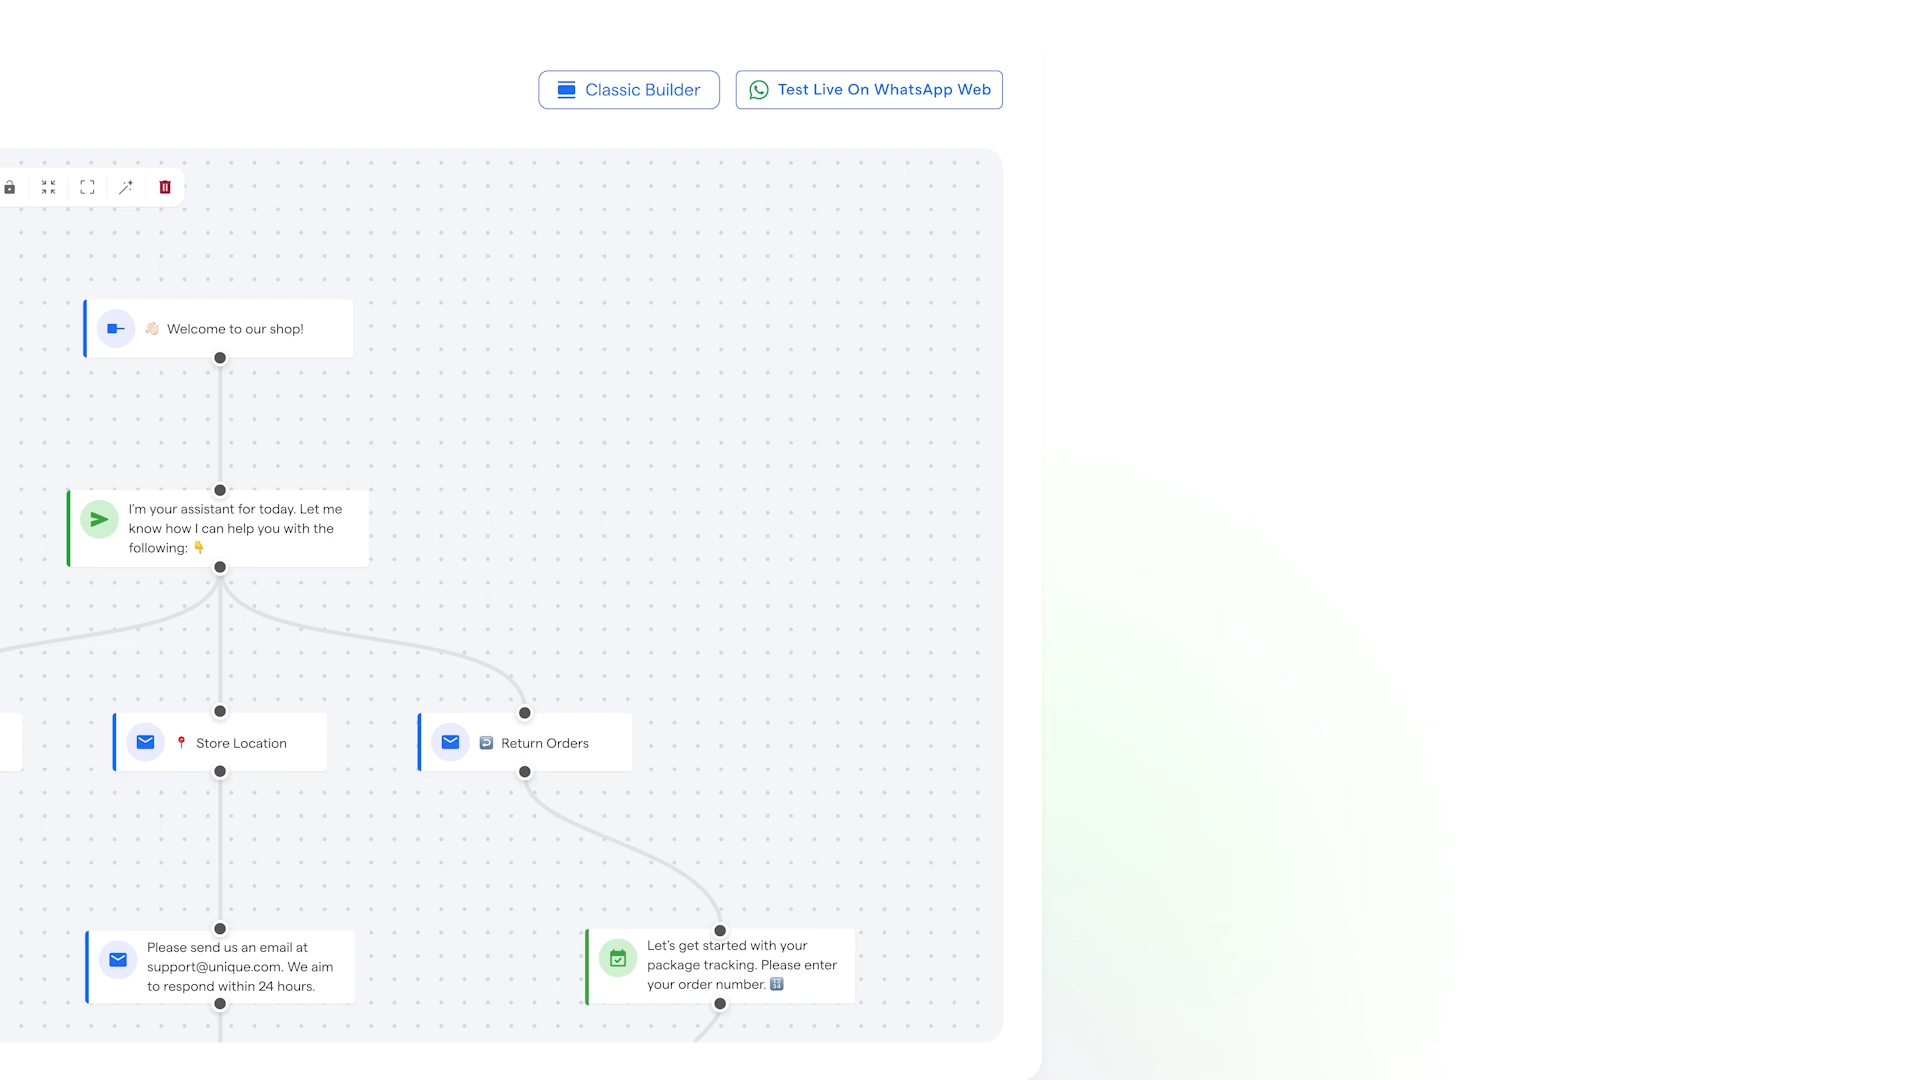 Classic Builder
Test Live On WhatsApp Web
👋🏻 Welcome to our shop!
I'm your assistant for today. Let me
know how I can help you with the
following: 👇
📍 Store Location
↩️ Return Orders
Please send us an email at
support@unique.com. We aim
to respond within 24 hours.
Let's get started with your
package tracking. Please enter
your order number. 🔢